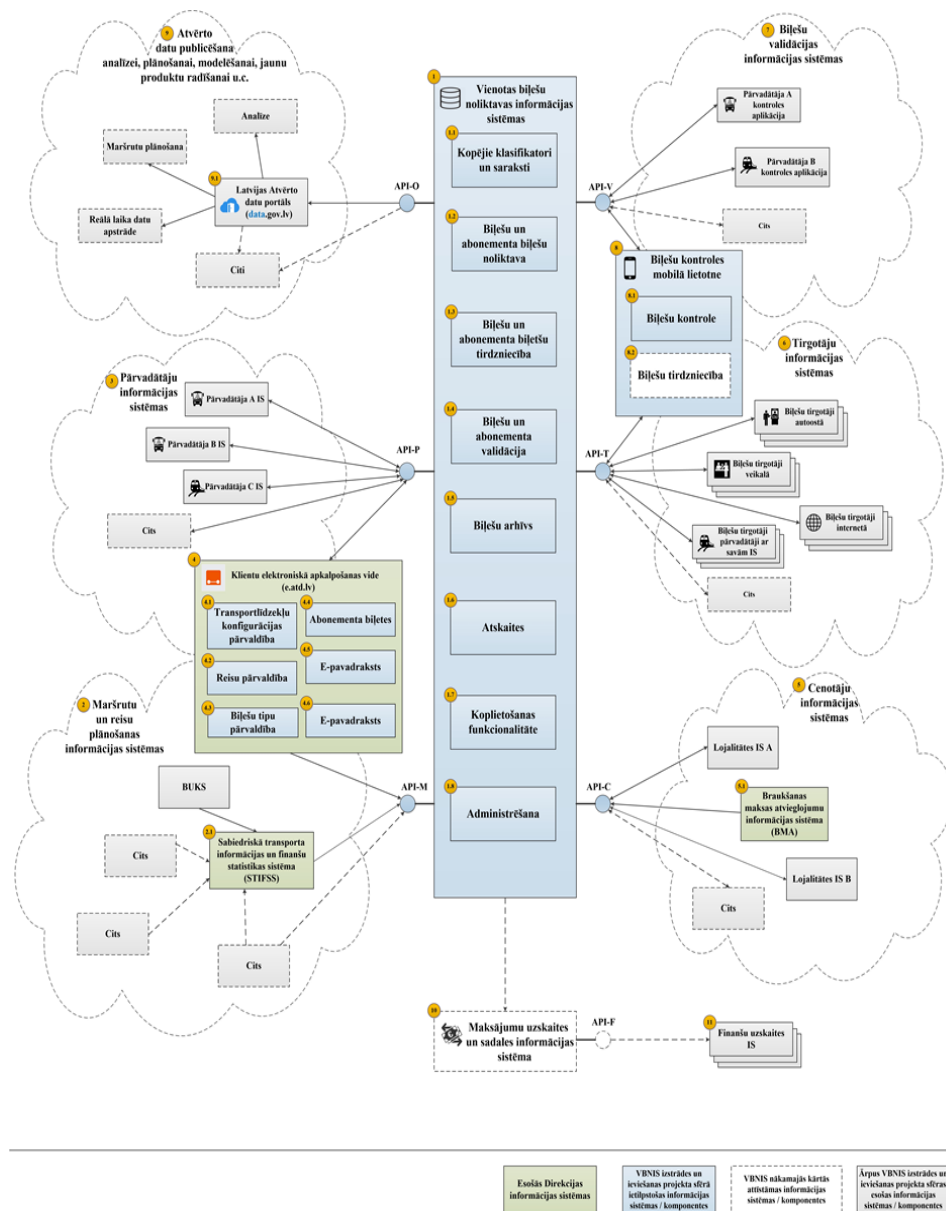 9 Atvērto
datu publicēšana
analīzei, plānošanai, modelēšanai, jaunu
produktu radīšanai u.c.
Analīze
Maršrutu plānošana
9.1
Latvijas Atvērto
datu portāls
(data.gov.lv)
Reālā laika datu
apstrāde
Citi
API-O
1
Vienotas biļešu
noliktavas informācijas
sistēmas
1.1
Kopējie klasifikatori
un saraksti
1.2
Biļešu un
abonementa biļešu
noliktava
1.3
Biļešu un
abonementa biļetšu
tirdzniecība
1.4
Biļešu un
abonementa
validācija
1.5
Biļešu arhīvs
1.6
Atskaites
1.7
Koplietošanas
funkcionalitāte
1.8
Administrēšana
7 Biļešu
validācijas
informācijas sistēmas
Pārvadātāja A
kontroles
aplikācija
Pārvadātāja B
kontroles aplikācija
Cits
API-V
8
Biļešu kontroles
mobilā lietotne
8.1
Biļešu kontrole
8.2
Biļešu tirdzniecība
6 Tirgotāju
informācijas
sistēmas
Biļešu tirgotāji
autoostā
Biļešu tirgotāji
veikalā
Biļešu tirgotāji
internetā
Biļešu tirgotāji
pārvadātāji ar
savām IS
Cits
API-T
3 Pārvadātāju
informācijas
sistēmas
Pārvadātāja A IS
Pārvadātāja B IS
Pārvadātāja C IS
Cits
API-P
4
Klientu elektroniskā apkalpošanas vide
(e.atd.lv)
4.1
Transportlīdzekļu
konfigurācijas
pārvaldība
4.4
Abonementa biļetes
4.2
Reisu pārvaldība
4.5
E-pavadraksts
4.3
Biļešu tipu
pārvaldība
4.6
E-pavadraksts
2 Maršrutu
un reisu
plānošanas
informācijas sistēmas
BUKS
2.1
Sabiedriskā transporta
informācijas un finanšu
statistikas sistēma
(STIFSS)
Cits
Cits
Cits
API-M
5 Cenotāju
informācijas
sistēmas
Lojalitātes IS A
5.1
Braukšanas
maksas atvieglojumu
informācijas sistēma
(BMA)
Lojalitātes IS B
Cits
API-C
10
Maksājumu uzskaites
un sadales informācijas
sistēma
API-F
11
Finanšu uzskaites
IS
Esošās Direkcijas
informācijas sistēmas
VBNIS izstrādes un
ieviešanas projekta sfērā
ietilpstošas informācijas
sistēmas / komponentes
VBNIS nākamajās kārtās
attīstāmas informācijas
sistēmas / komponentes
Ārpus VBNIS izstrādes un
ieviešanas projekta sfēras
esošas informācijas
sistēmas / komponentes